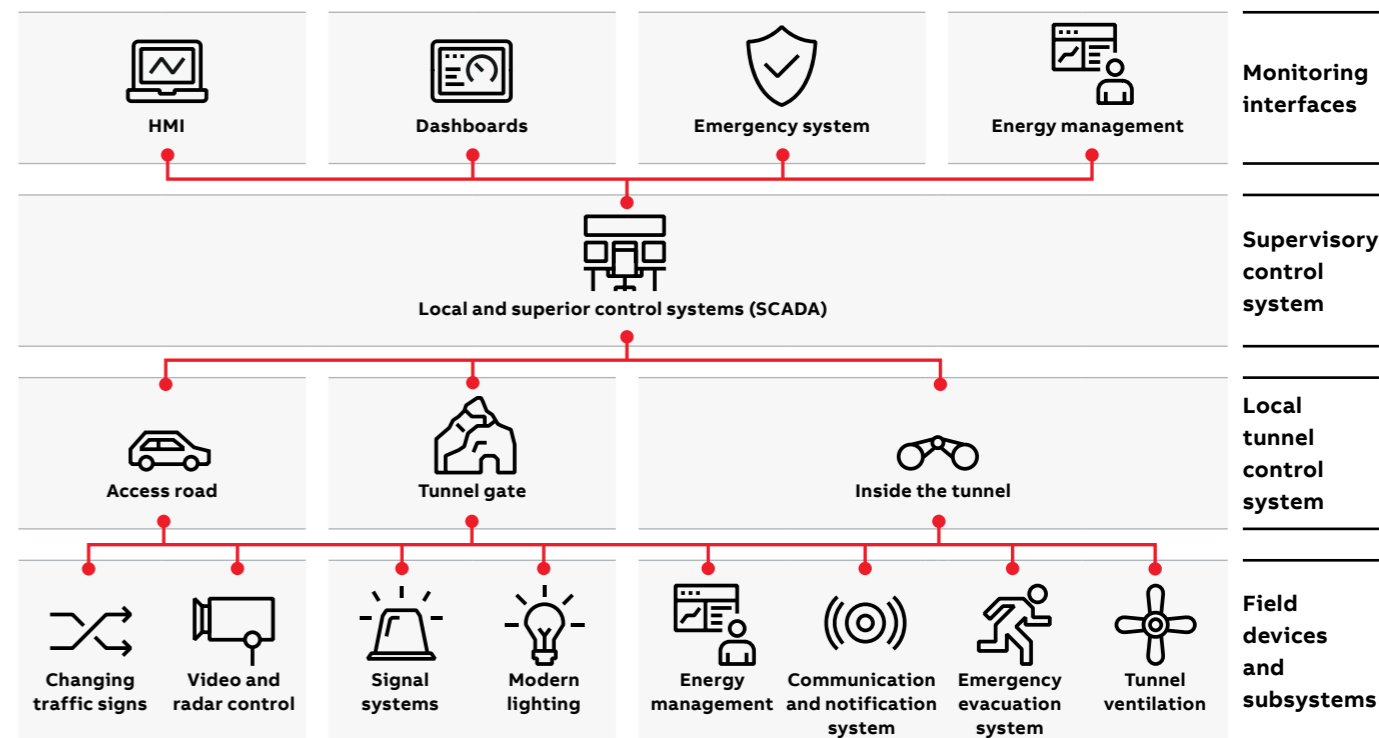 HMI
Dashboards
Emergency system
Energy management
Monitoring
interfaces
Local and superior control systems (SCADA)
Supervisory
control
system
Access road
Tunnel gate
Inside the tunnel
Local
tunnel
control
system
Changing
traffic signs
Video and
radar control
Signal
systems
Modern
lighting
Energy
management
Communication
and notification
system
Emergency
evacuation
system
Tunnel
ventilation
Field
devices
and
subsystems